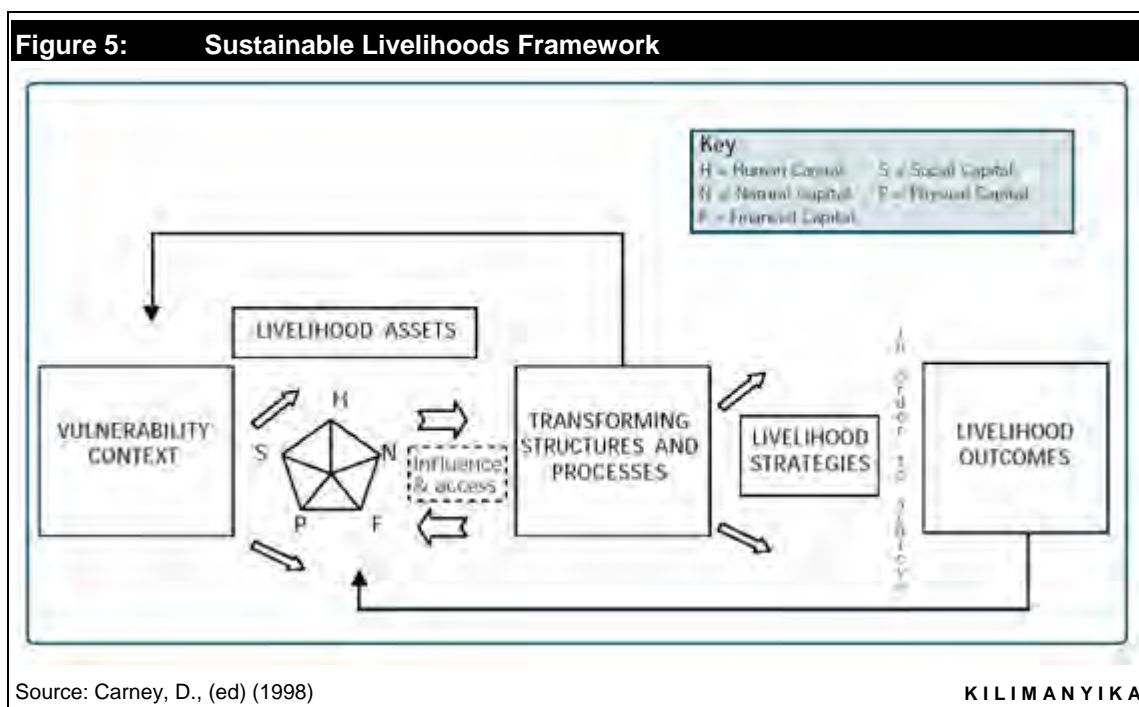 Figure 5: Sustainable Livelihoods Framework
Key
H = Human Capital S = Social Capital
N = Natural Capital P = Physical Capital
F = Financial Capital
LIVELIHOOD ASSETS
H
S
N
P
F
VULNERABILITY
CONTEXT
Influence
& access
TRANSFORMING
STRUCTURES AND
PROCESSES
LIVELIHOOD
STRATEGIES
LIVELIHOOD
OUTCOMES
Source: Carney, D., (ed) (1998)
KILIMANYIKA